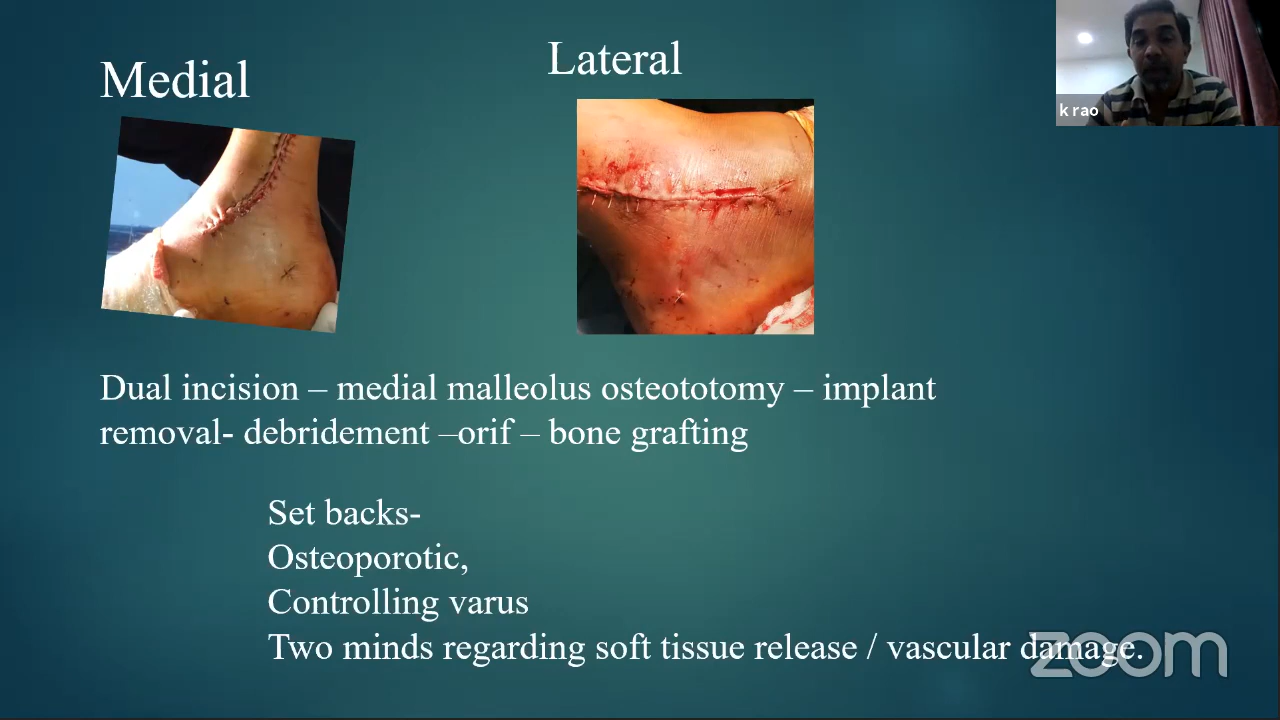 Medial
Lateral
k rao
Dual incision – medial malleolus osteototomy – implant
removal- debridement –orif – bone grafting
Set backs-
Osteoporotic,
Controlling varus
Two minds regarding soft tissue release / vascular damage.
zoom